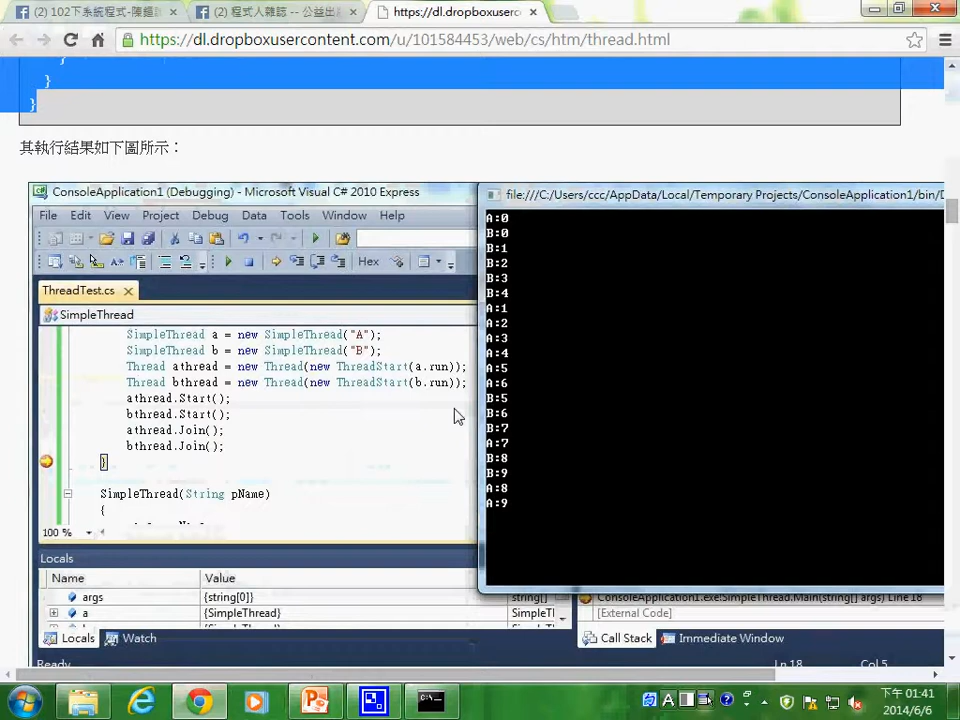 (2) 102下系統程式-陳鍾
(2) 程式人雜誌 -- 公益出
https://dl.dropboxuserc
https://dl.dropboxusercontent.com/u/101584453/web/cs/htm/thread.html
}
}
}
其執行結果如下圖所示：
ConsoleApplication1 (Debugging) - Microsoft Visual C# 2010 Express
File Edit View Project Debug Data Tools Window Help
Hex
ThreadTest.cs
SimpleThread
SimpleThread a = new SimpleThread("A");
SimpleThread b = new SimpleThread("B");
Thread athread = new Thread(new ThreadStart(a.run));
Thread bthread = new Thread(new ThreadStart(b.run));
athread.Start();
bthread.Start();
athread.Join();
bthread.Join();
}
SimpleThread(String pName)
{
100 %
file:///C:/Users/ccc/AppData/Local/Temporary Projects/ConsoleApplication1/bin/
A:0
B:0
B:1
B:2
B:3
B:4
A:1
A:2
A:3
A:4
A:5
A:6
B:5
B:6
B:7
A:7
B:8
B:9
A:8
A:9
Locals
Name Value
args {string[0]} string[]
a {SimpleThread} SimpleTl
ConsoleApplication1.exe!SimpleThread.Main(string[] args) Line 18
[External Code]
Locals Watch
Call Stack Immediate Window
Ready Ln 18 Col 5
下午 01:41
2014/6/6